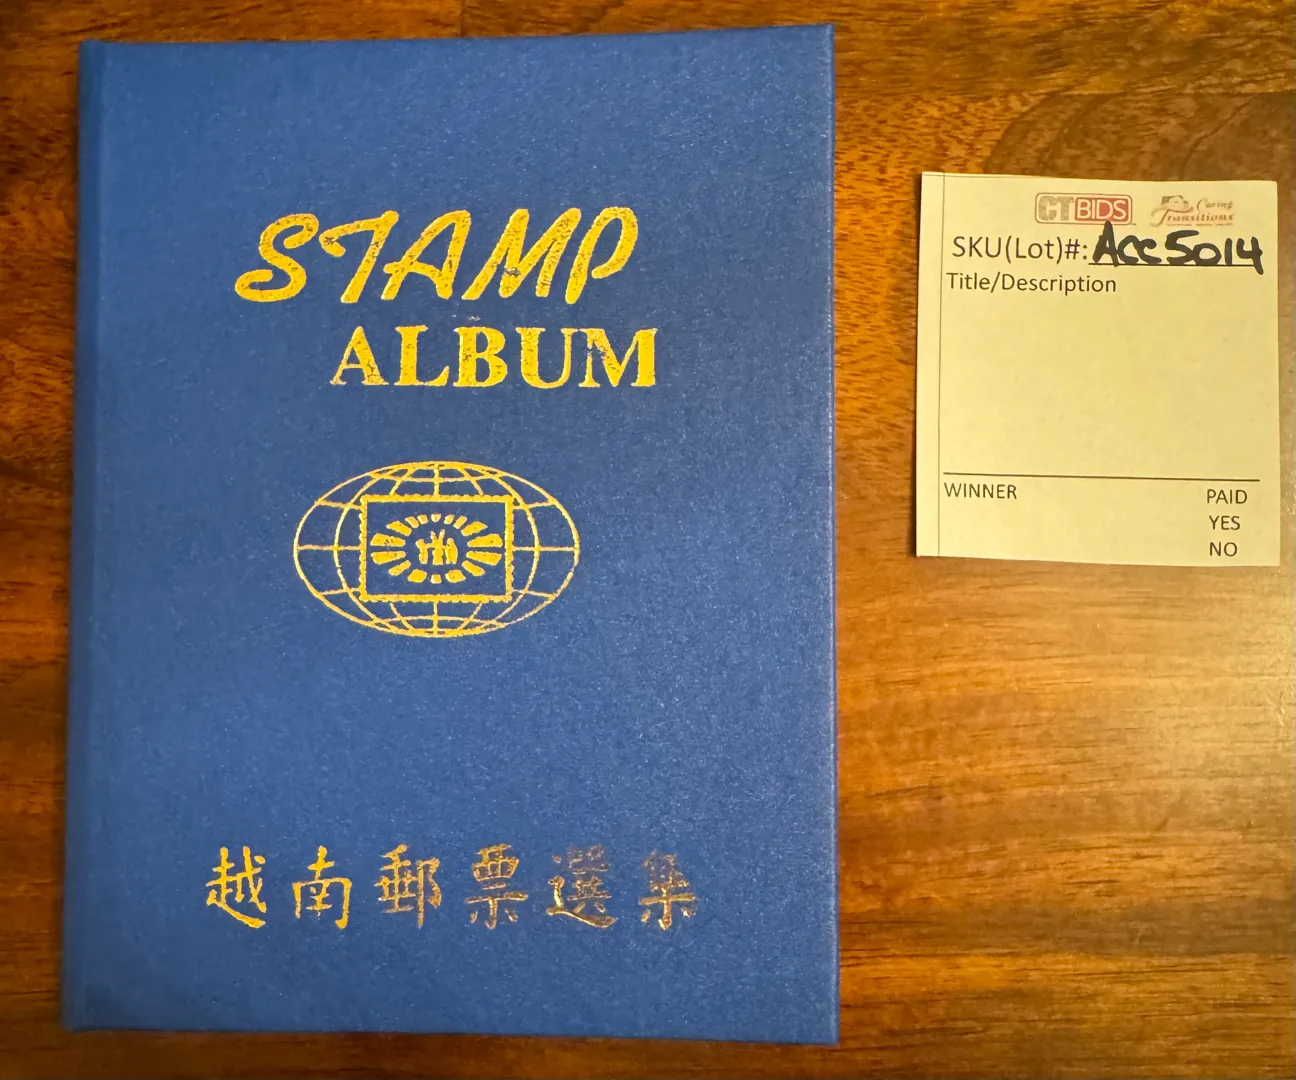 STAMP
ALBUM
越南郵票選集
CTBIDS
Caring
Transitions
SKU(Lot)#: Acc5014
Title/Description
WINNER
PAID
YES
NO